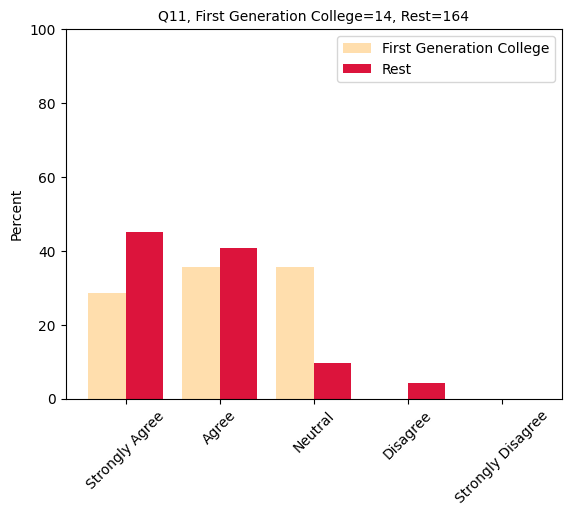 Q11, First Generation College=14, Rest=164
First Generation College
Rest
Percent
100
80
60
40
20
0
Strongly Agree
Agree
Neutral
Disagree
Strongly Disagree